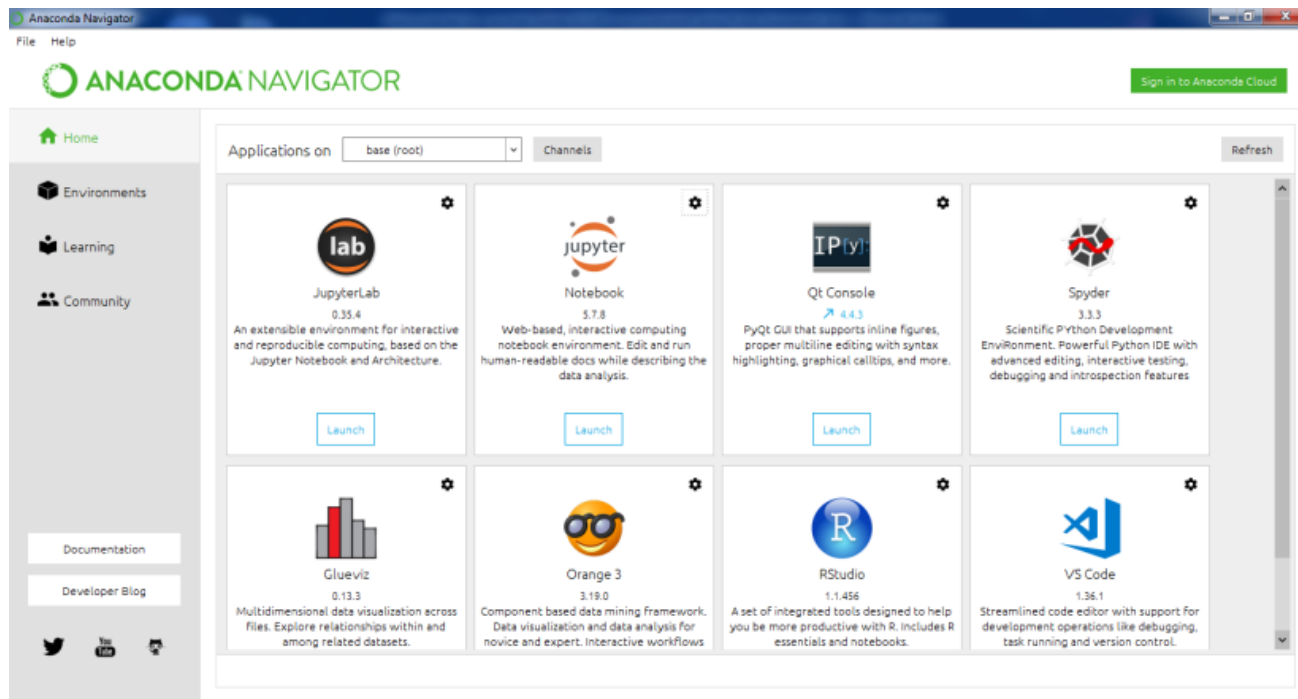 Anaconda Navigator
File Help
ANACONDA NAVIGATOR
Sign in to Anaconda Cloud
Home
Environments
Learning
Community
Documentation
Developer Blog
You
Tube
Applications on base (root) Channels Refresh
lab
JupyterLab
0.35.4
An extensible environment for interactive
and reproducible computing, based on the
Jupyter Notebook and Architecture.
Launch
jupyter
Notebook
5.7.8
Web-based, interactive computing
notebook environment. Edit and run
human-readable docs while describing the
data analysis.
Launch
IP[y]:
Qt Console
4.4.3
PyQt GUI that supports inline figures,
proper multiline editing with syntax
highlighting, graphical calltips, and more.
Launch
Spyder
3.3.3
Scientific PYthon Development
EnviRonment. Powerful Python IDE with
advanced editing, interactive testing,
debugging and introspection features
Launch
Glueviz
0.13.3
Multidimensional data visualization across
files. Explore relationships within and
among related datasets.
Orange 3
3.19.0
Component based data mining framework.
Data visualization and data analysis for
novice and expert. Interactive workflows
R
RStudio
1.1.456
A set of integrated tools designed to help
you be more productive with R. Includes R
essentials and notebooks.
VS Code
1.36.1
Streamlined code editor with support for
development operations like debugging,
task running and version control.